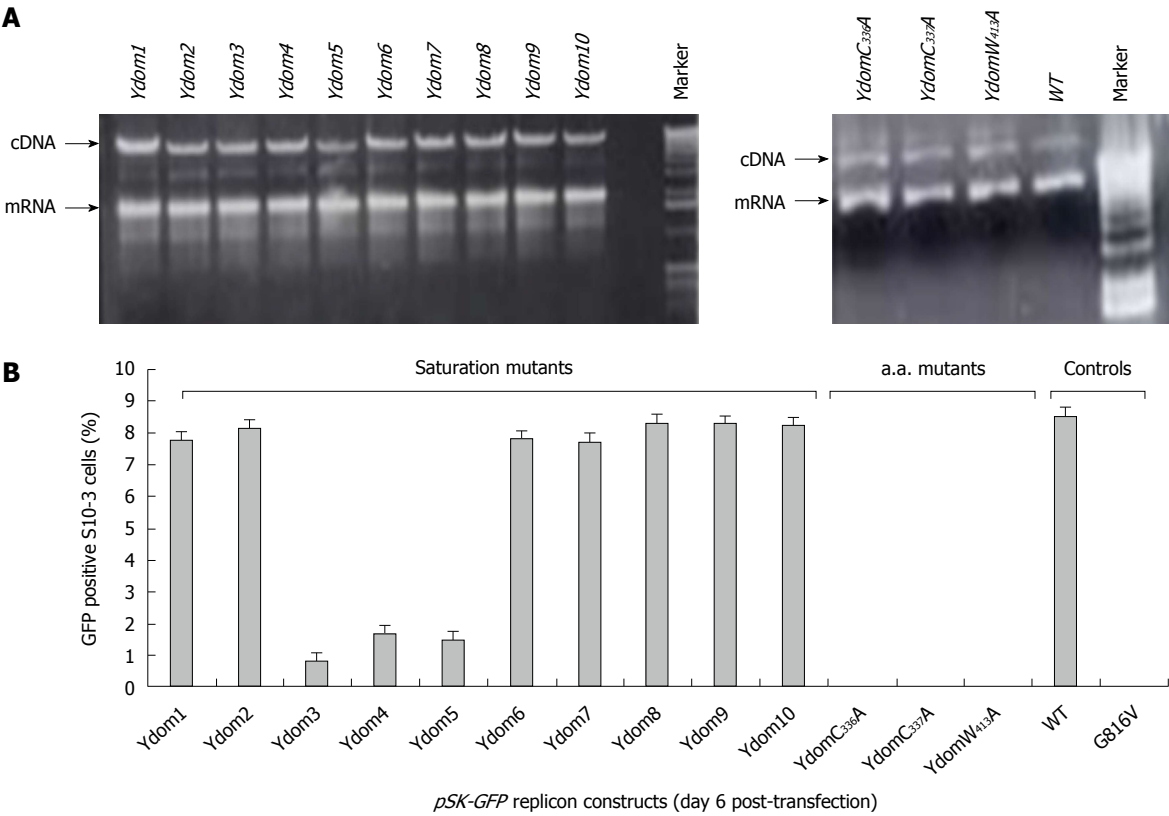 A
Ydom1 Ydom2 Ydom3 Ydom4 Ydom5 Ydom6 Ydom7 Ydom8 Ydom9 Ydom10 Marker
cDNA
mRNA
YdomC336A YdomC337A YdomW413A WT Marker
cDNA
mRNA
B
Saturation mutants a.a. mutants Controls
GFP positive S10-3 cells (%)
10
9
8
7
6
5
4
3
2
1
0
Ydom1 Ydom2 Ydom3 Ydom4 Ydom5 Ydom6 Ydom7 Ydom8 Ydom9 Ydom10 YdomC336A YdomC337A YdomW413A WT G816V
pSK-GFP replicon constructs (day 6 post-transfection)